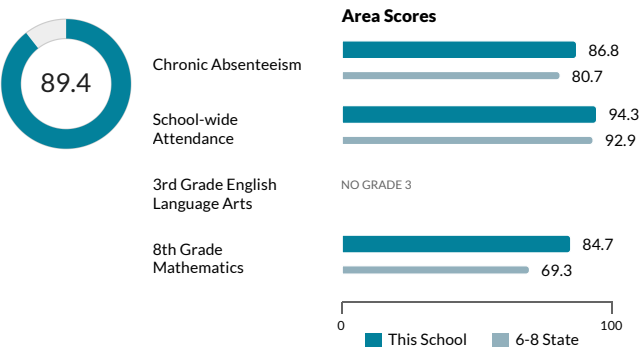 Area Scores
89.4
Chronic Absenteeism
86.8
80.7
School-wide
Attendance
94.3
92.9
3rd Grade English
Language Arts
NO GRADE 3
8th Grade
Mathematics
84.7
69.3
0
100
This School
6-8 State